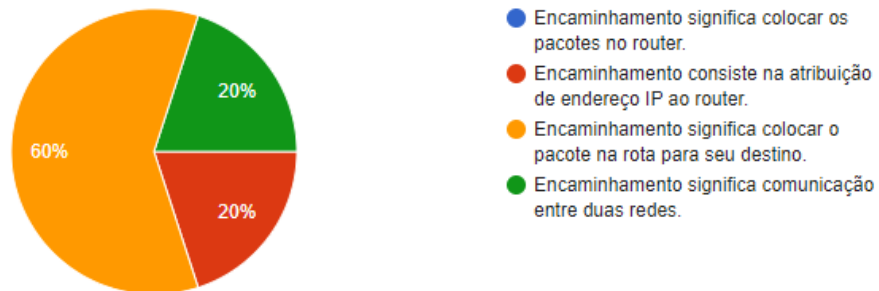 60%
20%
20%
Encaminhamento significa colocar os
pacotes no router.
Encaminhamento consiste na atribuição
de endereço IP ao router.
Encaminhamento significa colocar o
pacote na rota para seu destino.
Encaminhamento significa comunicação
entre duas redes.